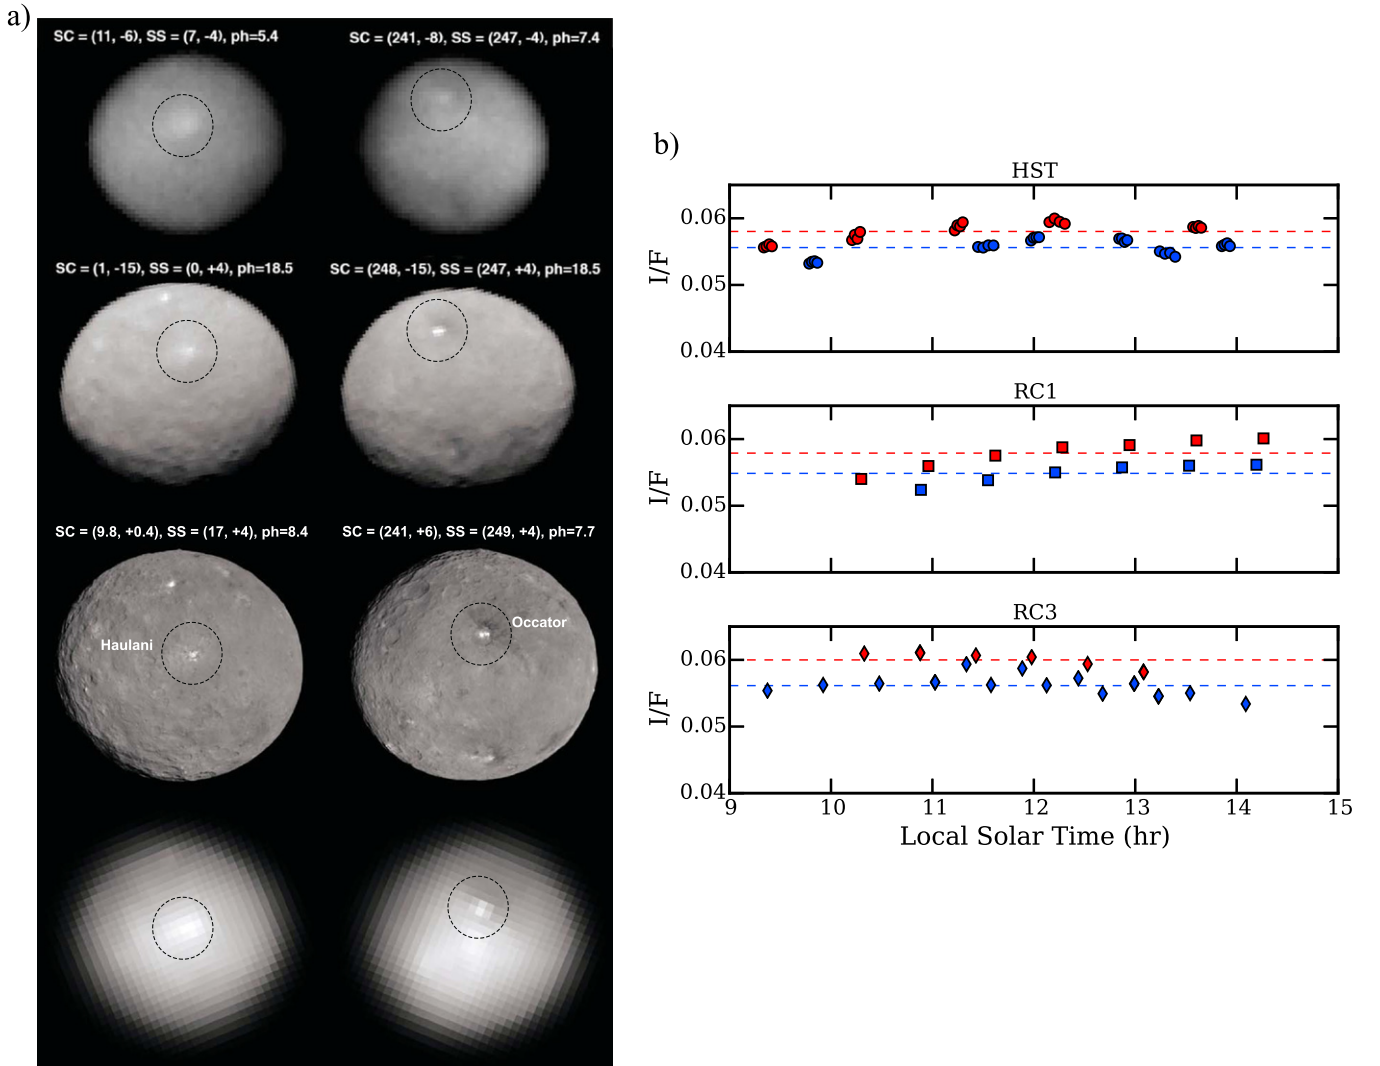 a)
SC = (11, -6), SS = (7, -4), ph=5.4
SC = (241, -8), SS = (247, -4), ph=7.4
SC = (1, -15), SS = (0, +4), ph=18.5
SC = (248, -15), SS = (247, +4), ph=18.5
SC = (9.8, +0.4), SS = (17, +4), ph=8.4
SC = (241, +6), SS = (249, +4), ph=7.7
Haulani
Occator
b)
HST
0.06
0.05
0.04
I/F
RC1
0.06
0.05
0.04
I/F
RC3
0.06
0.05
0.04
I/F
9 10 11 12 13 14 15
Local Solar Time (hr)